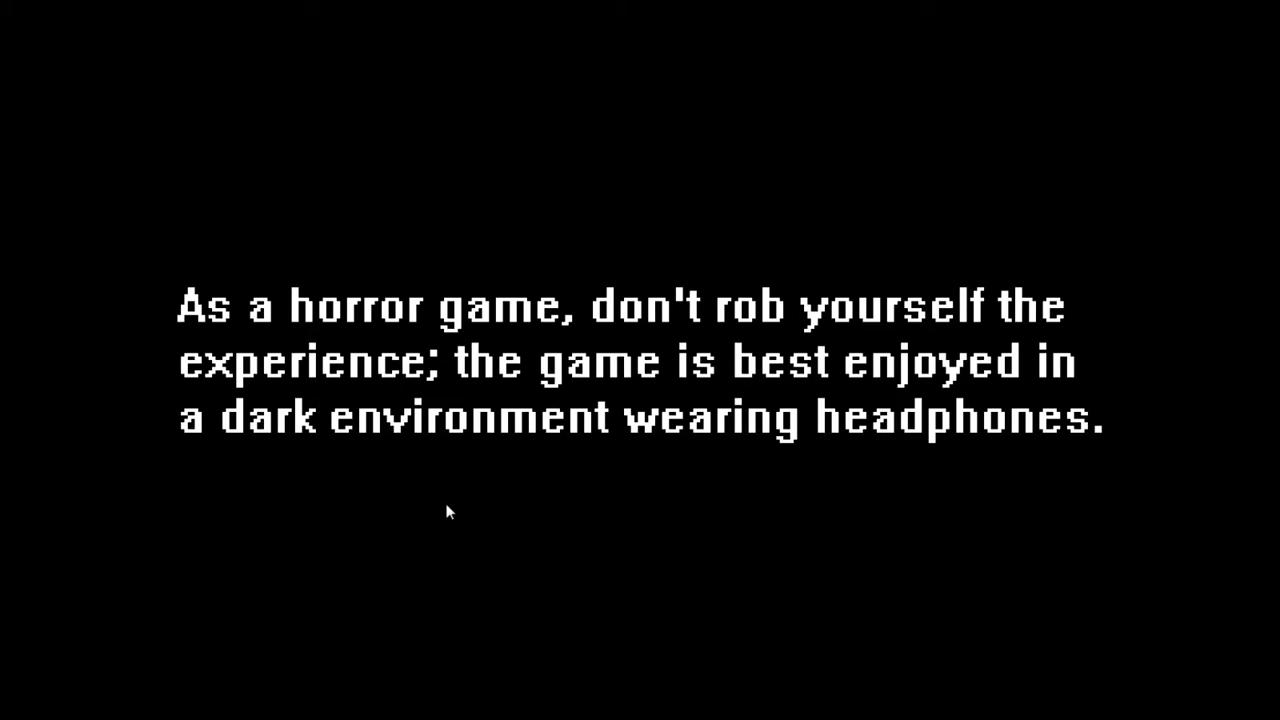 As a horror game, don't rob yourself the
experience; the game is best enjoyed in
a dark environment wearing headphones.